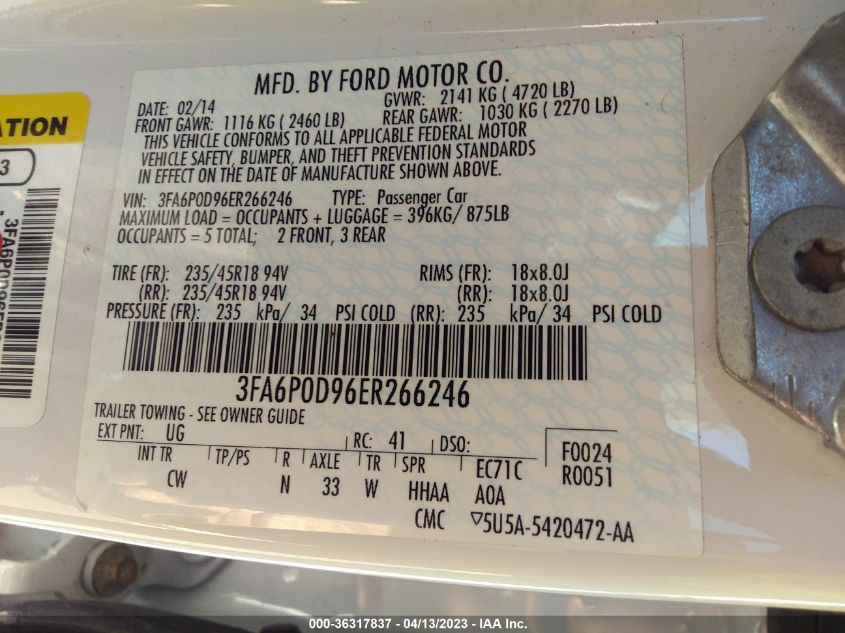 MFD. BY FORD MOTOR CO.
DATE: 02/14 GVWR: 2141 KG ( 4720 LB)
FRONT GAWR: 1116 KG ( 2460 LB) REAR GAWR: 1030 KG ( 2270 LB)
THIS VEHICLE CONFORMS TO ALL APPLICABLE FEDERAL MOTOR
VEHICLE SAFETY, BUMPER, AND THEFT PREVENTION STANDARDS
IN EFFECT ON THE DATE OF MANUFACTURE SHOWN ABOVE.
VIN: 3FA6P0D96ER266246 TYPE: Passenger Car
MAXIMUM LOAD = OCCUPANTS + LUGGAGE = 396KG/ 875LB
OCCUPANTS = 5 TOTAL; 2 FRONT, 3 REAR
TIRE (FR): 235/45R18 94V RIMS (FR): 18x8.0J
(RR): 235/45R18 94V (RR): 18x8.0J
PRESSURE (FR): 235 kPa/ 34 PSI COLD (RR): 235 kPa/ 34 PSI COLD
3FA6P0D96ER266246
TRAILER TOWING - SEE OWNER GUIDE
EXT PNT: UG RC: 41 DSO: F0024
R0051
INT TR TP/PS R AXLE TR SPR EC71C
CW N 33 W HHAA A0A
CMC ▽5U5A-5420472-AA
ATION
3
000-36317837 - 04/13/2023 - IAA Inc.